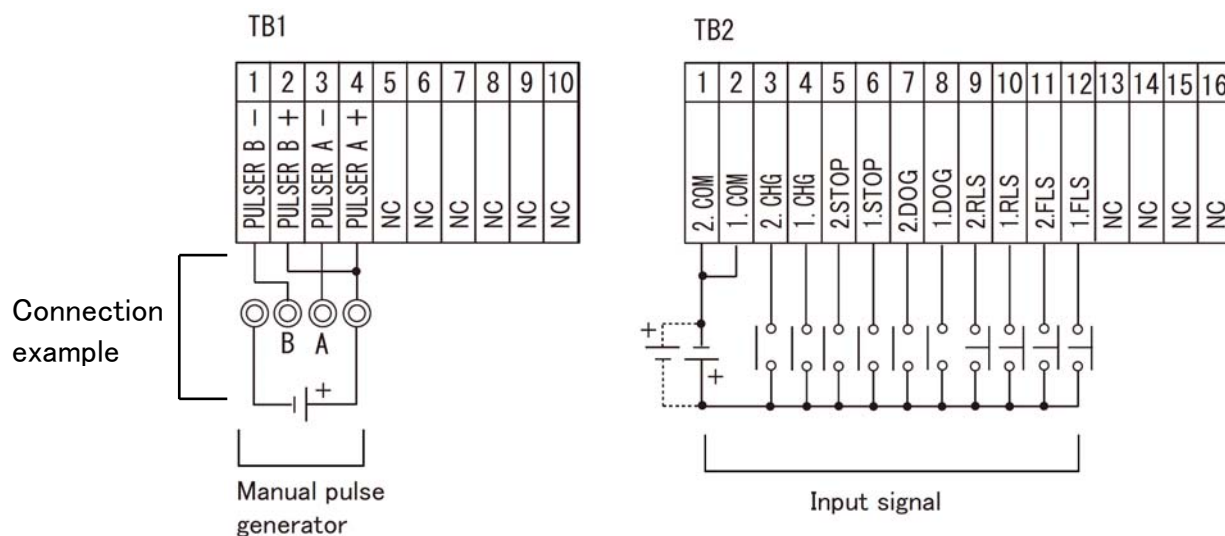 TB1
1 2 3 4 5 6 7 8 9 10
PULSER B −
PULSER B +
PULSER A −
PULSER A +
NC
NC
NC
NC
NC
NC
Connection
example
B A
+
Manual pulse
generator
TB2
1 2 3 4 5 6 7 8 9 10 11 12 13 14 15 16
2. COM
1. COM
2. CHG
1. CHG
2.STOP
1.STOP
2.DOG
1.DOG
2.RLS
1.RLS
2.FLS
1.FLS
NC
NC
NC
NC
+
+
Input signal